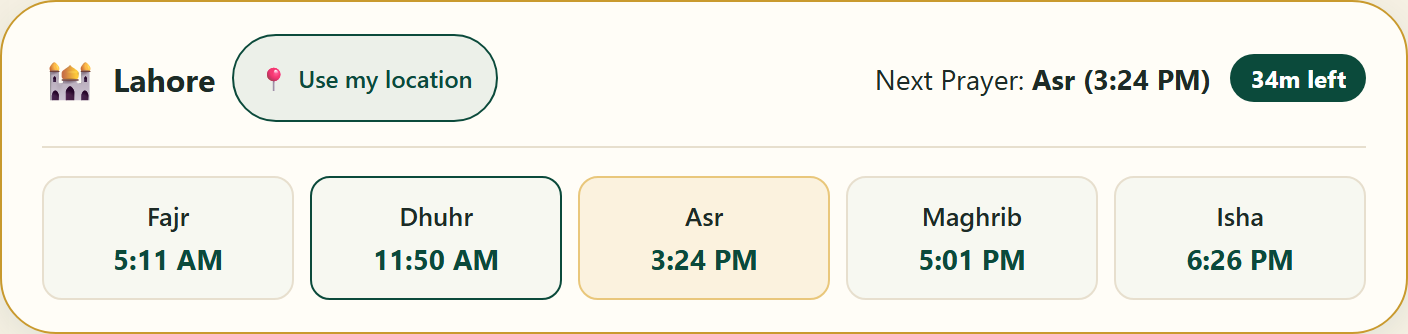 Lahore
Use my location
Next Prayer: Asr (3:24 PM)
34m left
Fajr
5:11 AM
Dhuhr
11:50 AM
Asr
3:24 PM
Maghrib
5:01 PM
Isha
6:26 PM